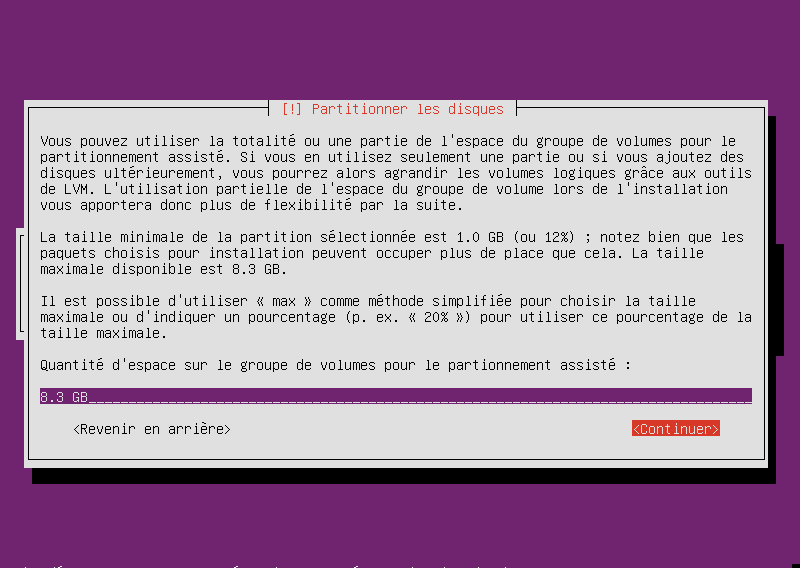 [!] Partitionner les disques
Vous pouvez utiliser la totalité ou une partie de l'espace du groupe de volumes pour le
partitionnement assisté. Si vous en utilisez seulement une partie ou si vous ajoutez des
disques ultérieurement, vous pourrez alors agrandir les volumes logiques grâce aux outils
de LVM. L'utilisation partielle de l'espace du groupe de volume lors de l'installation
vous apportera donc plus de flexibilité par la suite.
La taille minimale de la partition sélectionnée est 1.0 GB (ou 12%) ; notez bien que les
paquets choisis pour installation peuvent occuper plus de place que cela. La taille
maximale disponible est 8.3 GB.
Il est possible d'utiliser « max » comme méthode simplifiée pour choisir la taille
maximale ou d'indiquer un pourcentage (p. ex. « 20% ») pour utiliser ce pourcentage de la
taille maximale.
Quantité d'espace sur le groupe de volumes pour le partionnement assisté :
8.3 GB
<Revenir en arrière> <Continuer>